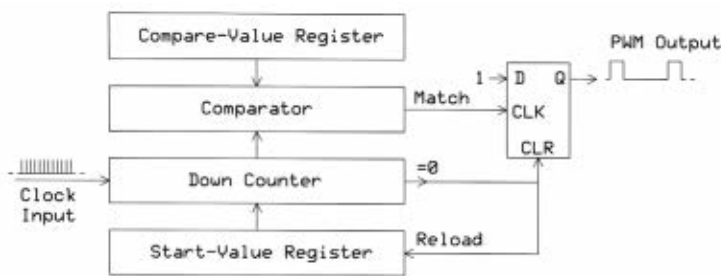 Compare-Value Register
PWM Output
1
D
Q
Comparator
Match
CLK
CLR
Down Counter
=0
Clock
Input
Start-Value Register
Reload